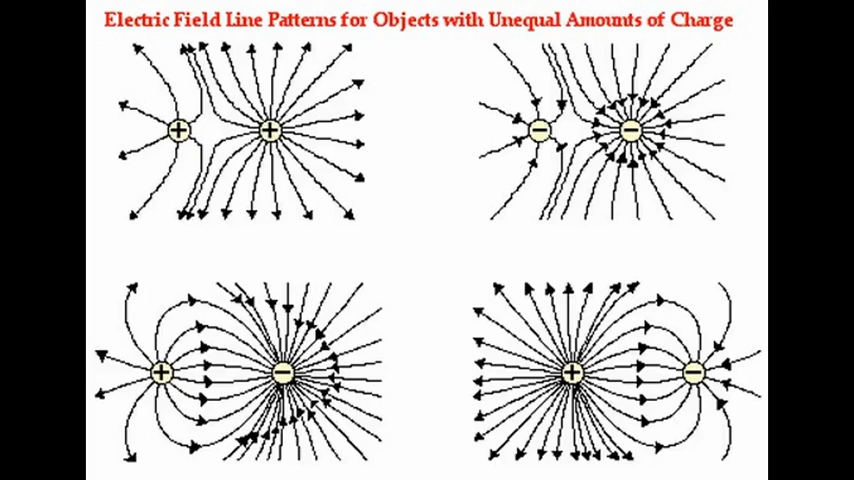 Electric Field Line Patterns for Objects with Unequal Amounts of Charge
+ +
− −
+ −
+ −